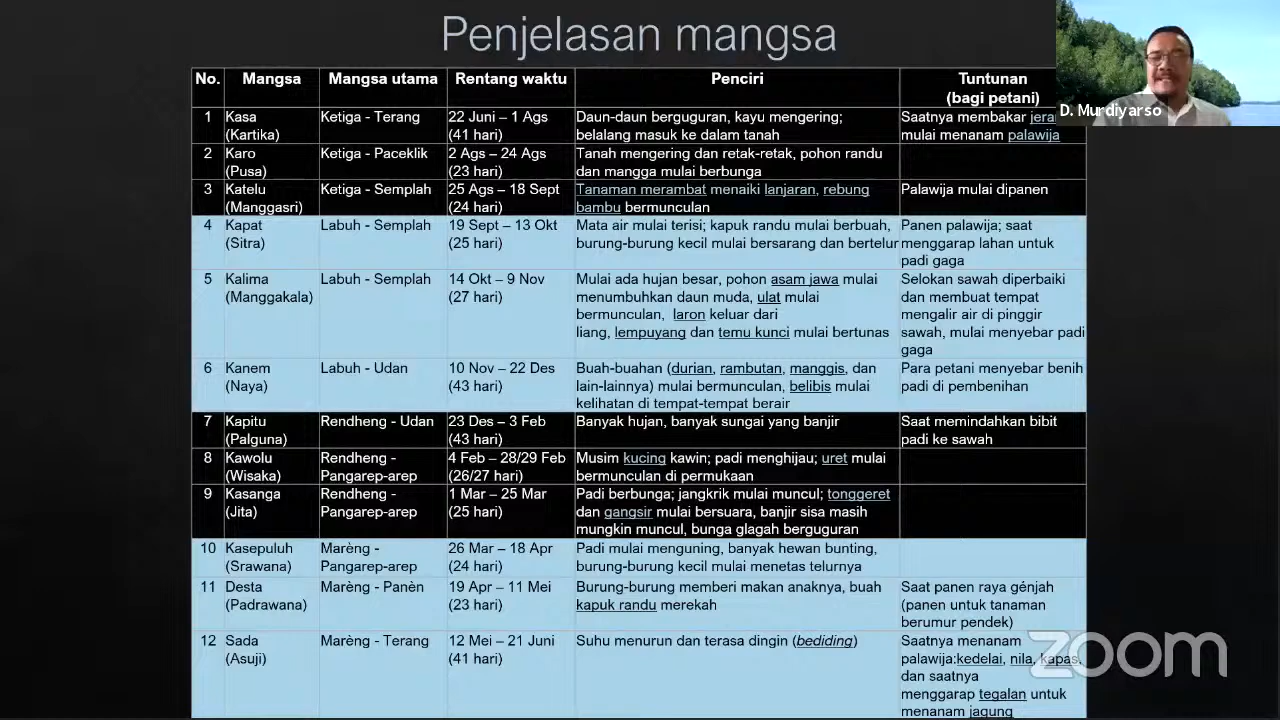 Penjelasan mangsa
D. Murdiyarso
No. Mangsa Mangsa utama Rentang waktu Penciri Tuntunan
(bagi petani)
1 Kasa Ketiga - Terang 22 Juni – 1 Ags Daun-daun berguguran, kayu mengering; Saatnya membakar
(Kartika) (41 hari) belalang masuk ke dalam tanah mulai menanam palawija
2 Karo Ketiga - Paceklik 2 Ags – 24 Ags Tanah mengering dan retak-retak, pohon randu
(Pusa) (23 hari) dan mangga mulai berbunga
3 Katelu Ketiga - Semplah 25 Ags – 18 Sept Tanaman merambat menaiki lanjaran, rebung Palawija mulai dipanen
(Manggasri) (24 hari) bambu bermunculan
4 Kapat Labuh - Semplah 19 Sept – 13 Okt Mata air mulai terisi; kapuk randu mulai berbuah, Panen palawija; saat
(Sitra) (25 hari) burung-burung kecil mulai bersarang dan bertelur menggarap lahan untuk
padi gaga
5 Kalima Labuh - Semplah 14 Okt – 9 Nov Mulai ada hujan besar, pohon asam jawa mulai Selokan sawah diperbaiki
(Manggakala) (27 hari) menumbuhkan daun muda, ulat mulai dan membuat tempat
bermunculan, laron keluar dari mengalir air di pinggir
liang, lempuyang dan temu kunci mulai bertunas sawah, mulai menyebar padi
gaga
6 Kanem Labuh - Udan 10 Nov – 22 Des Buah-buahan (durian, rambutan, manggis, dan Para petani menyebar benih
(Naya) (43 hari) lain-lainnya) mulai bermunculan, belibis mulai padi di pembenihan
kelihatan di tempat-tempat berair
7 Kapitu Rendheng - Udan 23 Des – 3 Feb Banyak hujan, banyak sungai yang banjir Saat memindahkan bibit
(Palguna) (43 hari) padi ke sawah
8 Kawolu Rendheng - 4 Feb – 28/29 Feb Musim kucing kawin; padi menghijau; uret mulai
(Wisaka) Pangarep-arep (26/27 hari) bermunculan di permukaan
9 Kasanga Rendheng - 1 Mar – 25 Mar Padi berbunga; jangkrik mulai muncul; tonggeret
(Jita) Pangarep-arep (25 hari) dan gangsir mulai bersuara, banjir sisa masih
mungkin muncul, bunga glagah berguguran
10 Kasepuluh Marèng - 26 Mar – 18 Apr Padi mulai menguning, banyak hewan bunting,
(Srawana) Pangarep-arep (24 hari) burung-burung kecil mulai menetas telurnya
11 Desta Marèng - Panèn 19 Apr – 11 Mei Burung-burung memberi makan anaknya, buah Saat panen raya génjah
(Padrawana) (23 hari) kapuk randu merekah (panen untuk tanaman
berumur pendek)
12 Sada Marèng - Terang 12 Mei – 21 Juni Suhu menurun dan terasa dingin (bediding) Saatnya menanam
(Asuji) (41 hari) palawija:kedelai, nila, kapas,
dan saatnya
menggarap tegalan untuk
menanam jagung
zoom